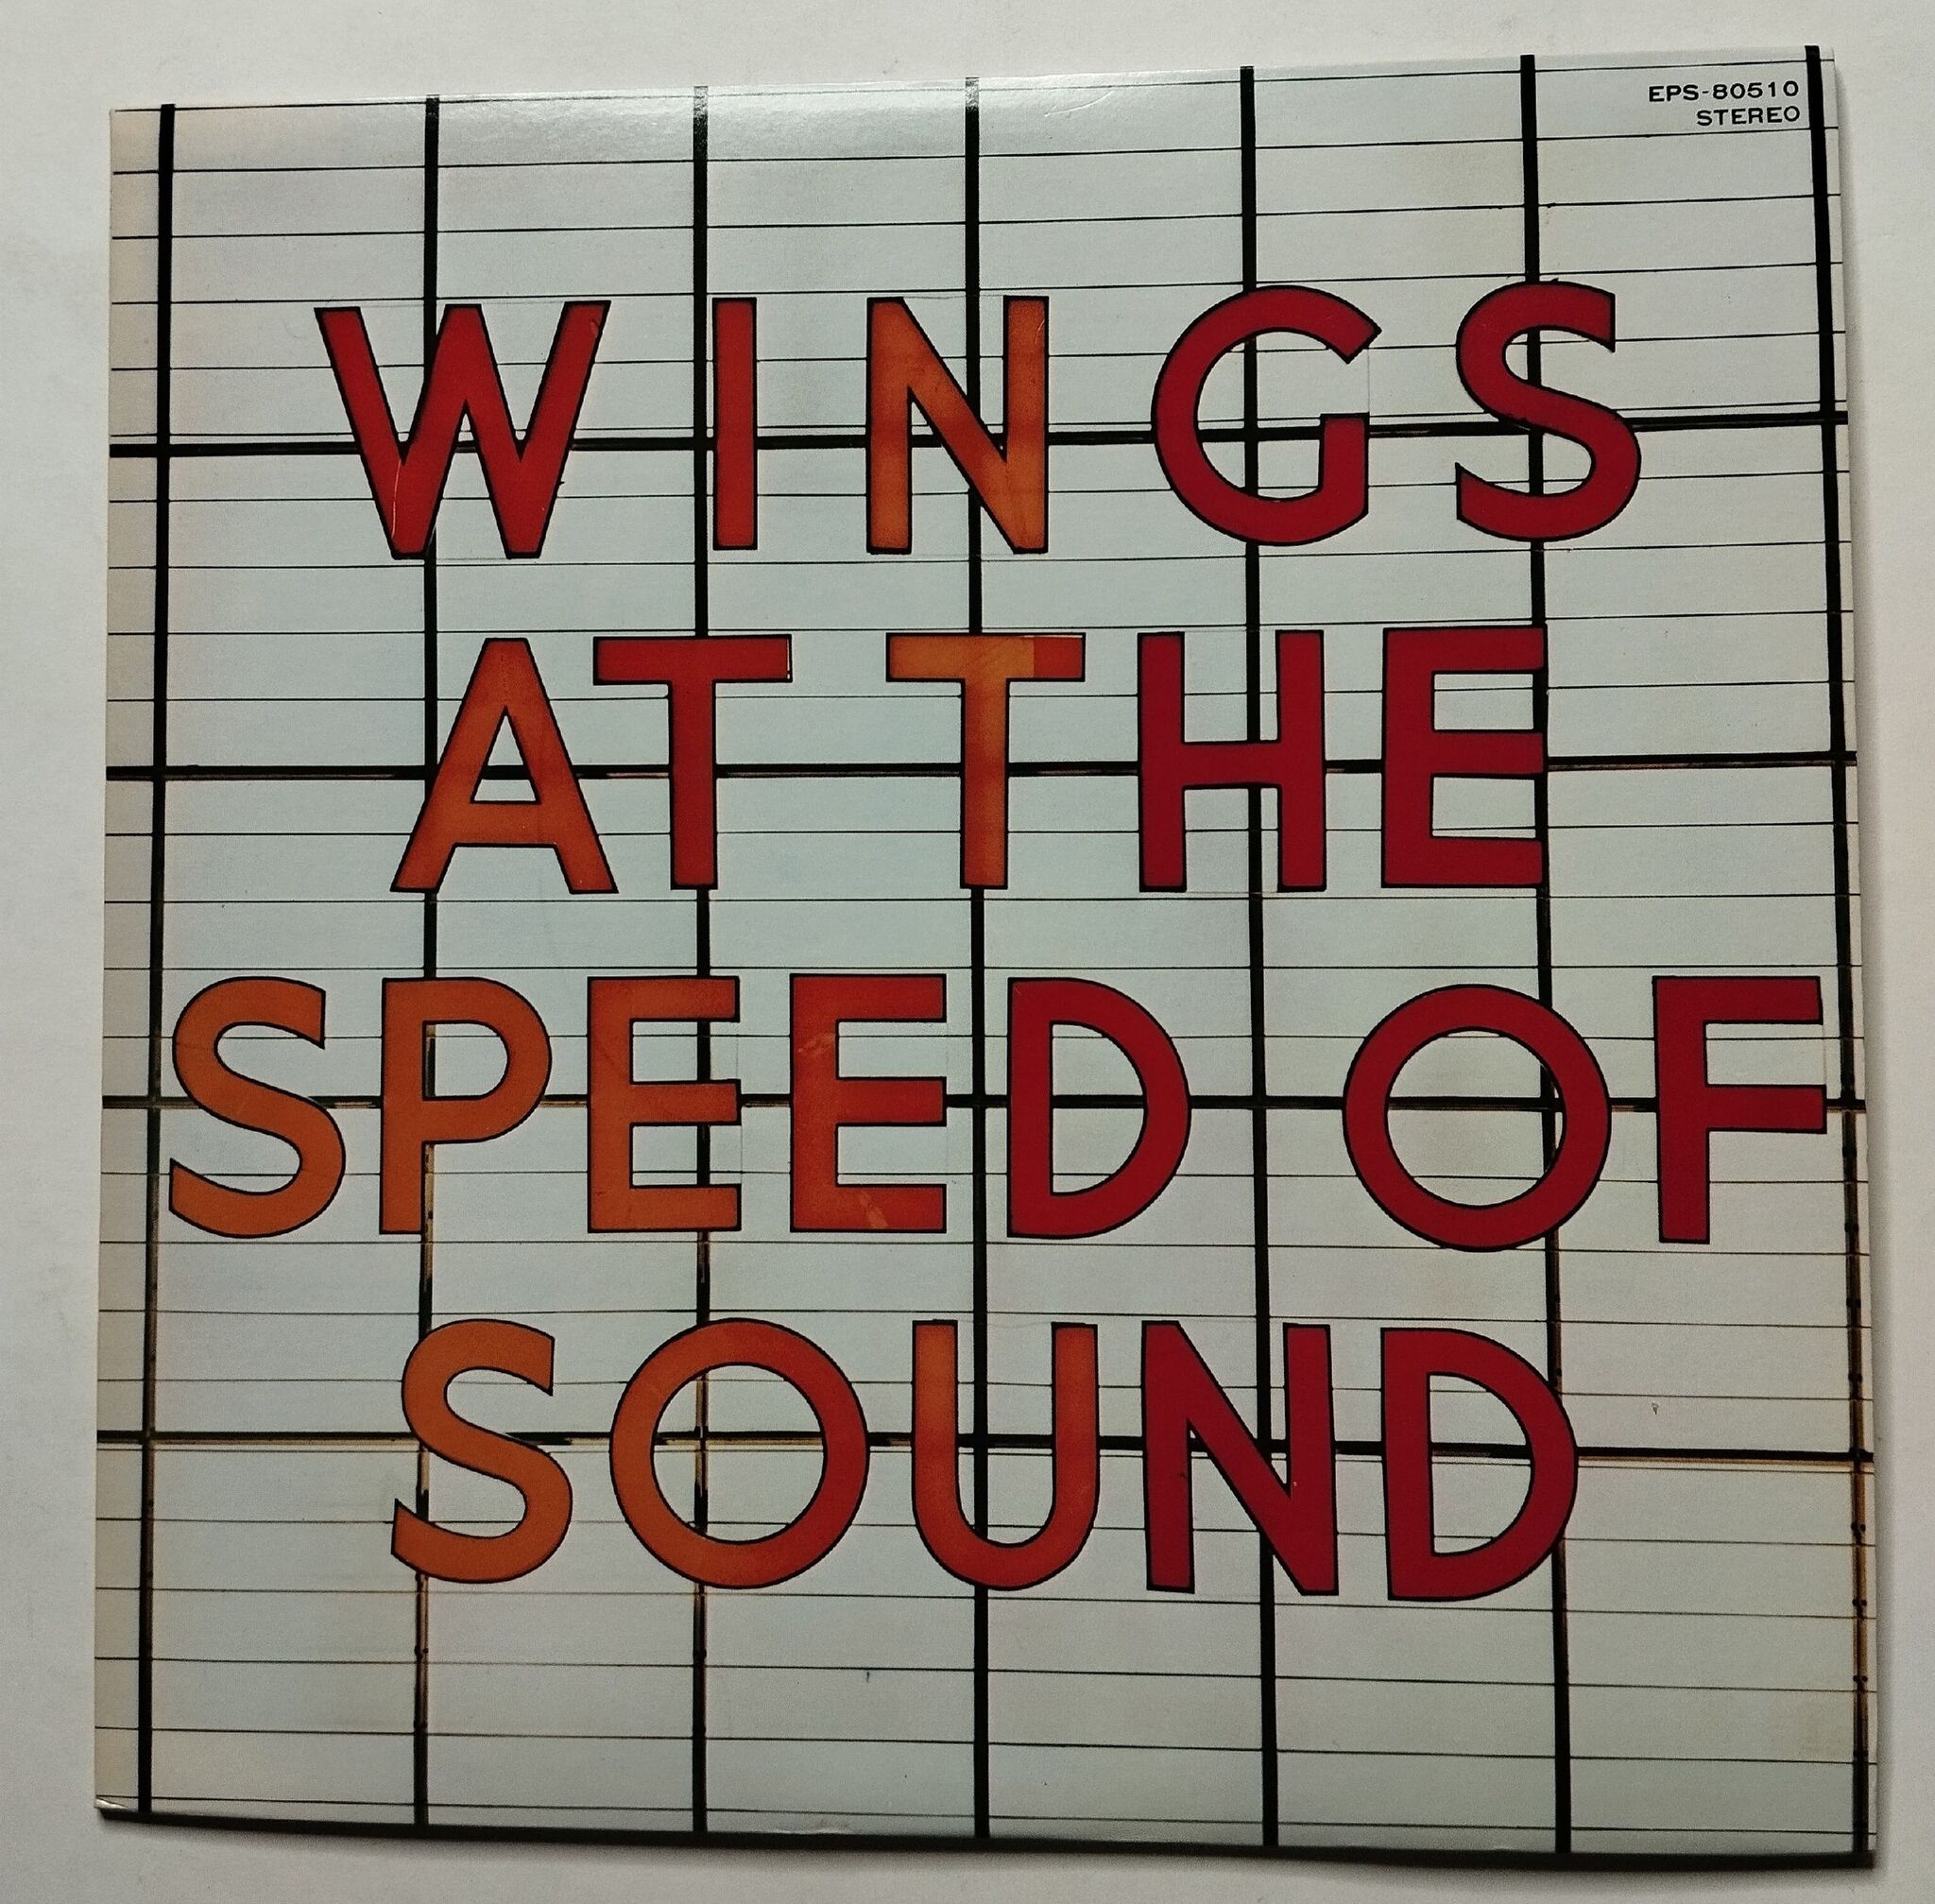 EPS-80510
STEREO
WINGS
AT THE
SPEED OF
SOUND